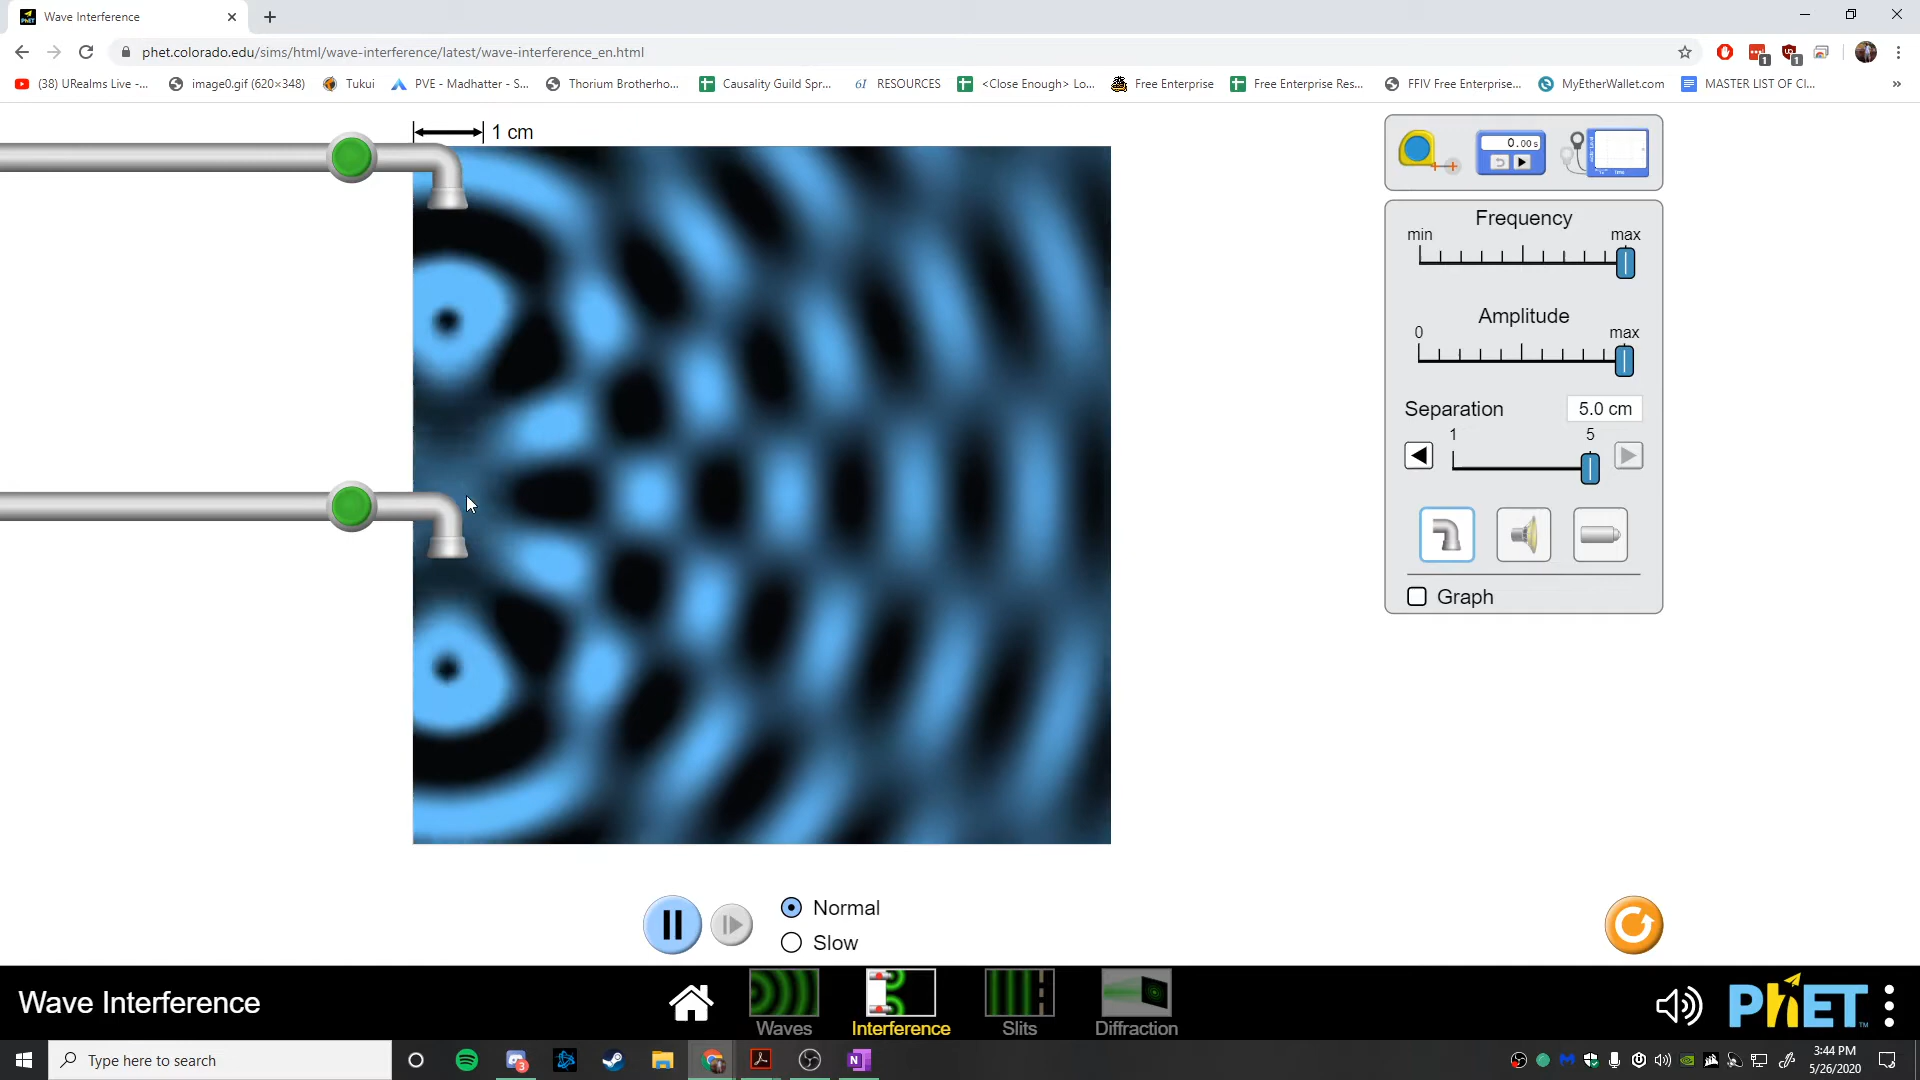 Wave Interference
phet.colorado.edu/sims/html/wave-interference/latest/wave-interference_en.html
(38) URealms Live -...
image0.gif (620×348)
Tukui
PVE - Madhatter - S...
Thorium Brotherho...
Causality Guild Spr...
61 RESOURCES
<Close Enough> Lo...
Free Enterprise
Free Enterprise Res...
FFIV Free Enterprise...
MyEtherWallet.com
MASTER LIST OF Cl...
»
1 cm
0.00 s
Frequency
min max
Amplitude
0 max
Separation 5.0 cm
1 5
Graph
Normal
Slow
Wave Interference
Waves
Interference
Slits
Diffraction
PhET
Type here to search
3:44 PM
5/26/2020